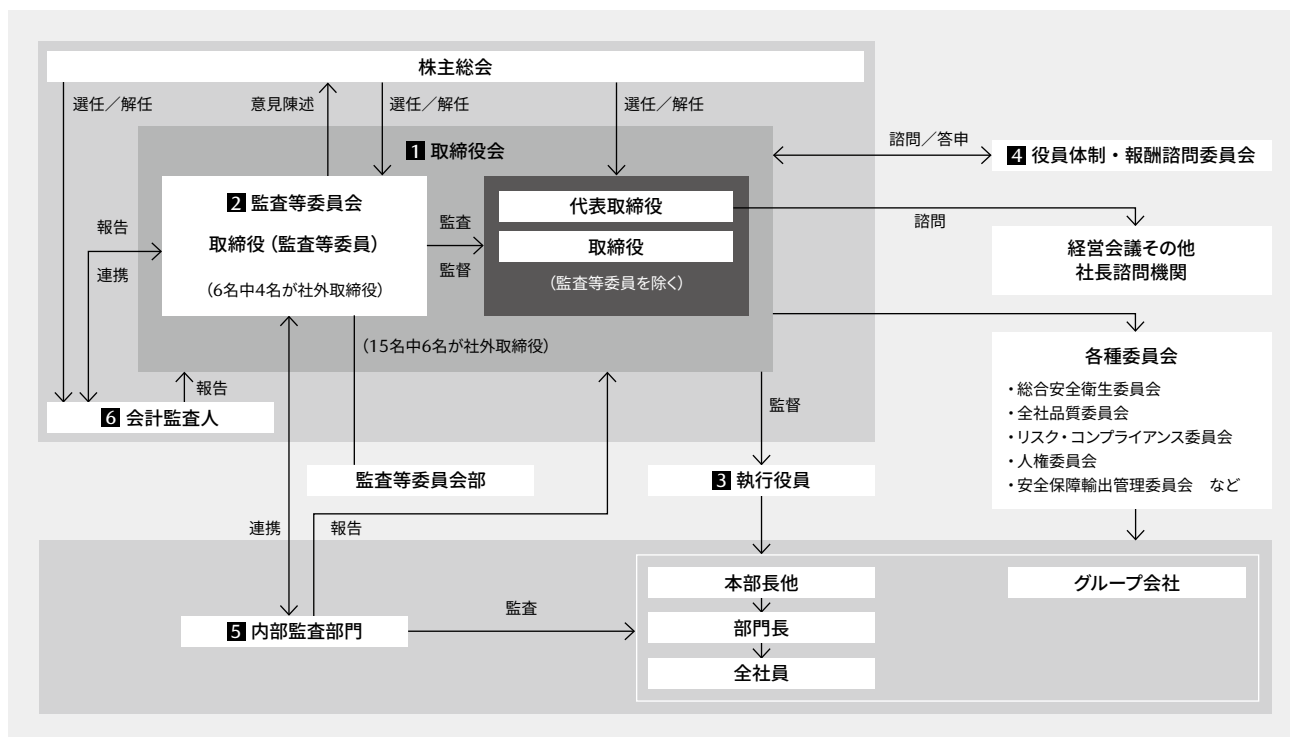 株主総会
選任／解任
意見陳述
選任／解任
選任／解任
1 取締役会
諮問／答申
4 役員体制・報酬諮問委員会
2 監査等委員会
取締役（監査等委員）
（6名中4名が社外取締役）
報告
連携
監査
監督
代表取締役
取締役
（監査等委員を除く）
諮問
経営会議その他
社長諮問機関
（15名中6名が社外取締役）
各種委員会
・総合安全衛生委員会
・全社品質委員会
・リスク・コンプライアンス委員会
・人権委員会
・安全保障輸出管理委員会　など
報告
6 会計監査人
監督
監査等委員会部
3 執行役員
連携
報告
本部長他
グループ会社
監査
5 内部監査部門
部門長
全社員